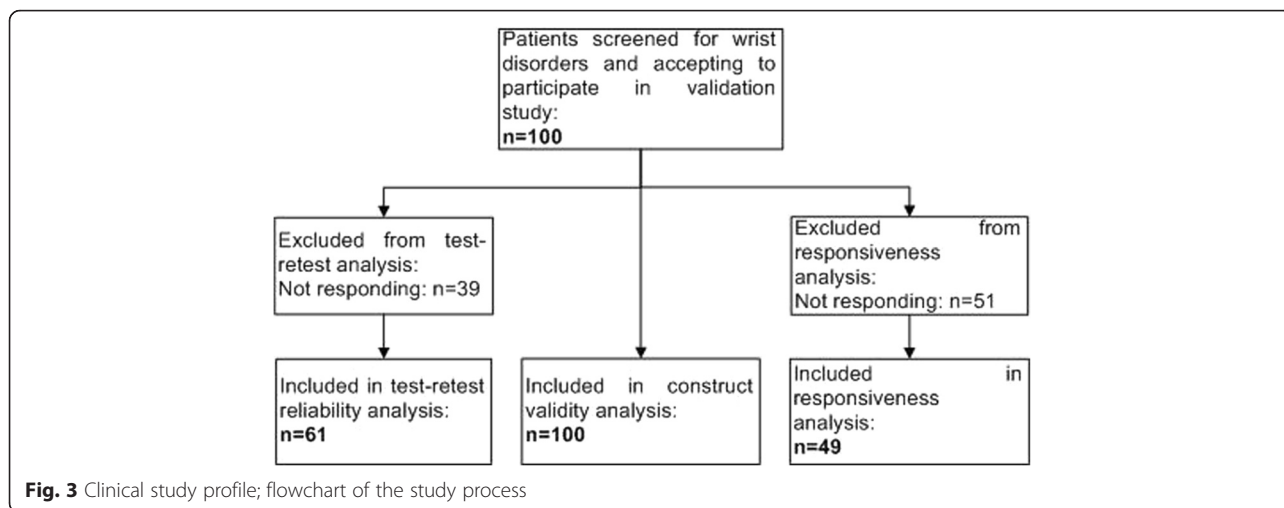 Patients screened for wrist
disorders and accepting to
participate in validation
study:
n=100
Excluded from test-
retest analysis:
Not responding: n=39
Excluded from
responsiveness
analysis:
Not responding: n=51
Included in test-retest
reliability analysis:
n=61
Included in construct
validity analysis:
n=100
Included in
responsiveness
analysis:
n=49
Fig. 3 Clinical study profile; flowchart of the study process